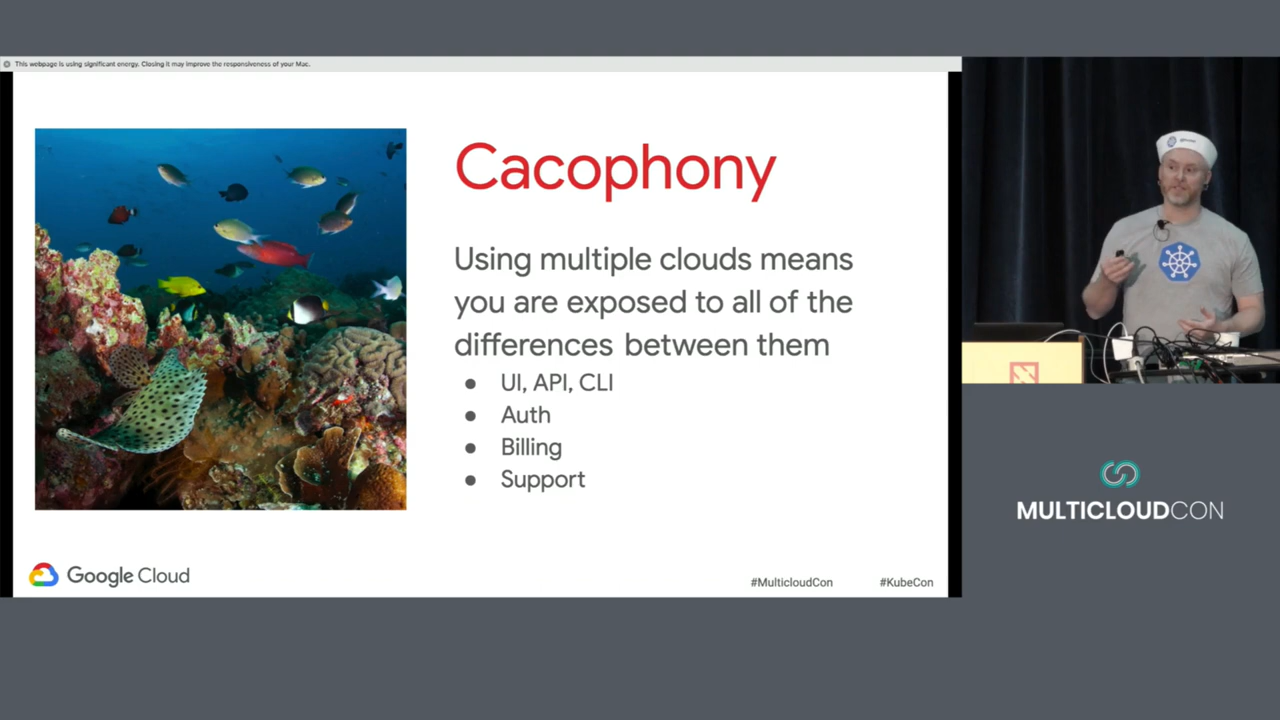 This webpage is using significant energy. Closing it may improve the responsiveness of your Mac.
Cacophony
Using multiple clouds means
you are exposed to all of the
differences between them
● UI, API, CLI
● Auth
● Billing
● Support
Google Cloud
#MulticloudCon
#KubeCon
MULTICLOUDCON